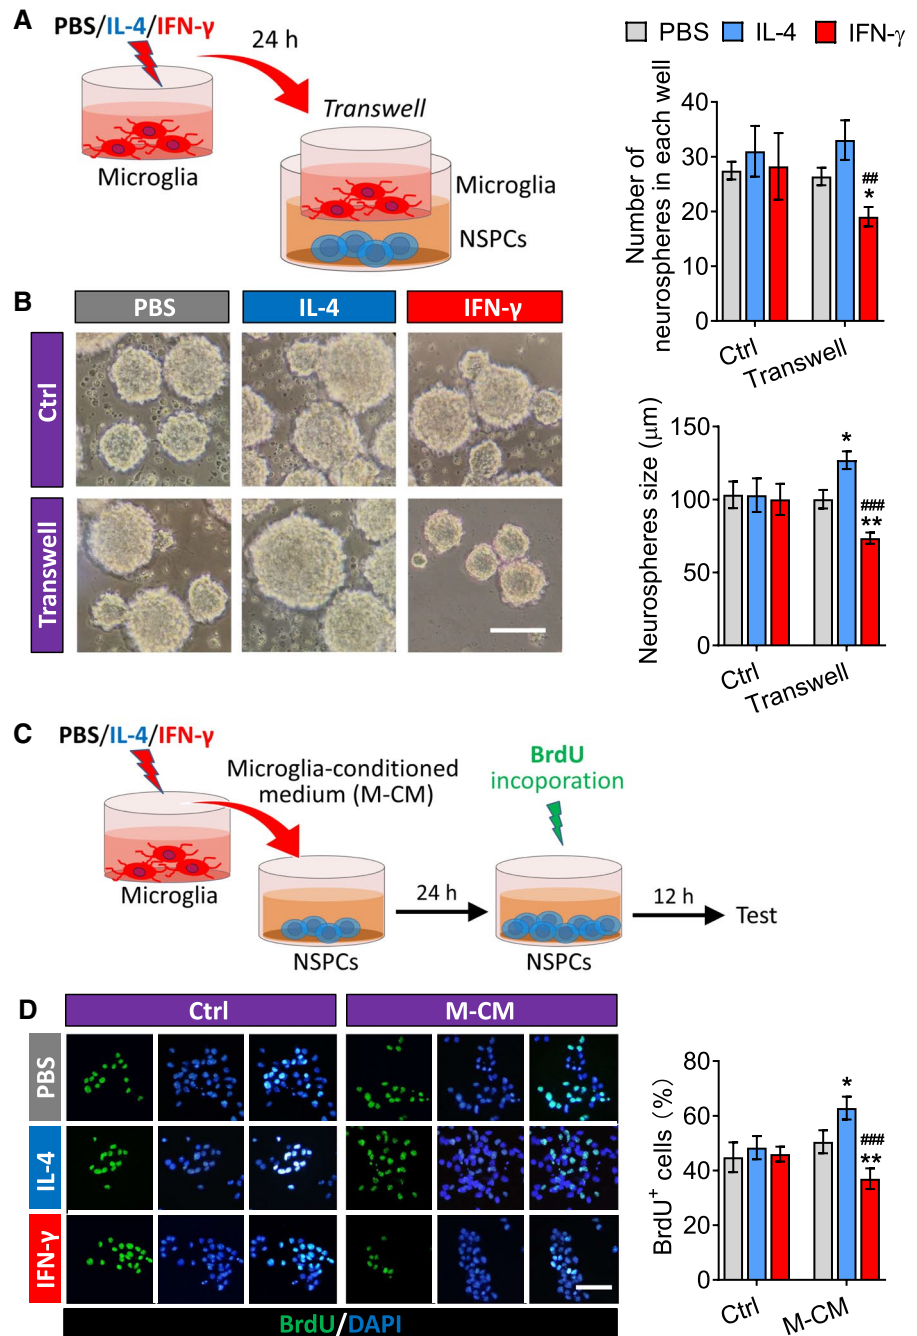 A
PBS/IL-4/IFN-γ
24 h
Transwell
Microglia
Microglia
NSPCs
PBS IL-4 IFN-γ
Number of
neurospheres in each well
40
30
20
10
0
##
*
Ctrl
Transwell
B
PBS IL-4 IFN-γ
Ctrl
Transwell
Neurospheres size (μm)
150
100
50
0
*
###
**
Ctrl
Transwell
C
PBS/IL-4/IFN-γ
Microglia-conditioned
medium (M-CM)
BrdU
incoporation
Microglia
24 h
12 h
Test
NSPCs
NSPCs
D
Ctrl M-CM
PBS
IL-4
IFN-γ
BrdU/DAPI
BrdU+ cells (%)
80
60
40
20
0
*
###
**
Ctrl
M-CM